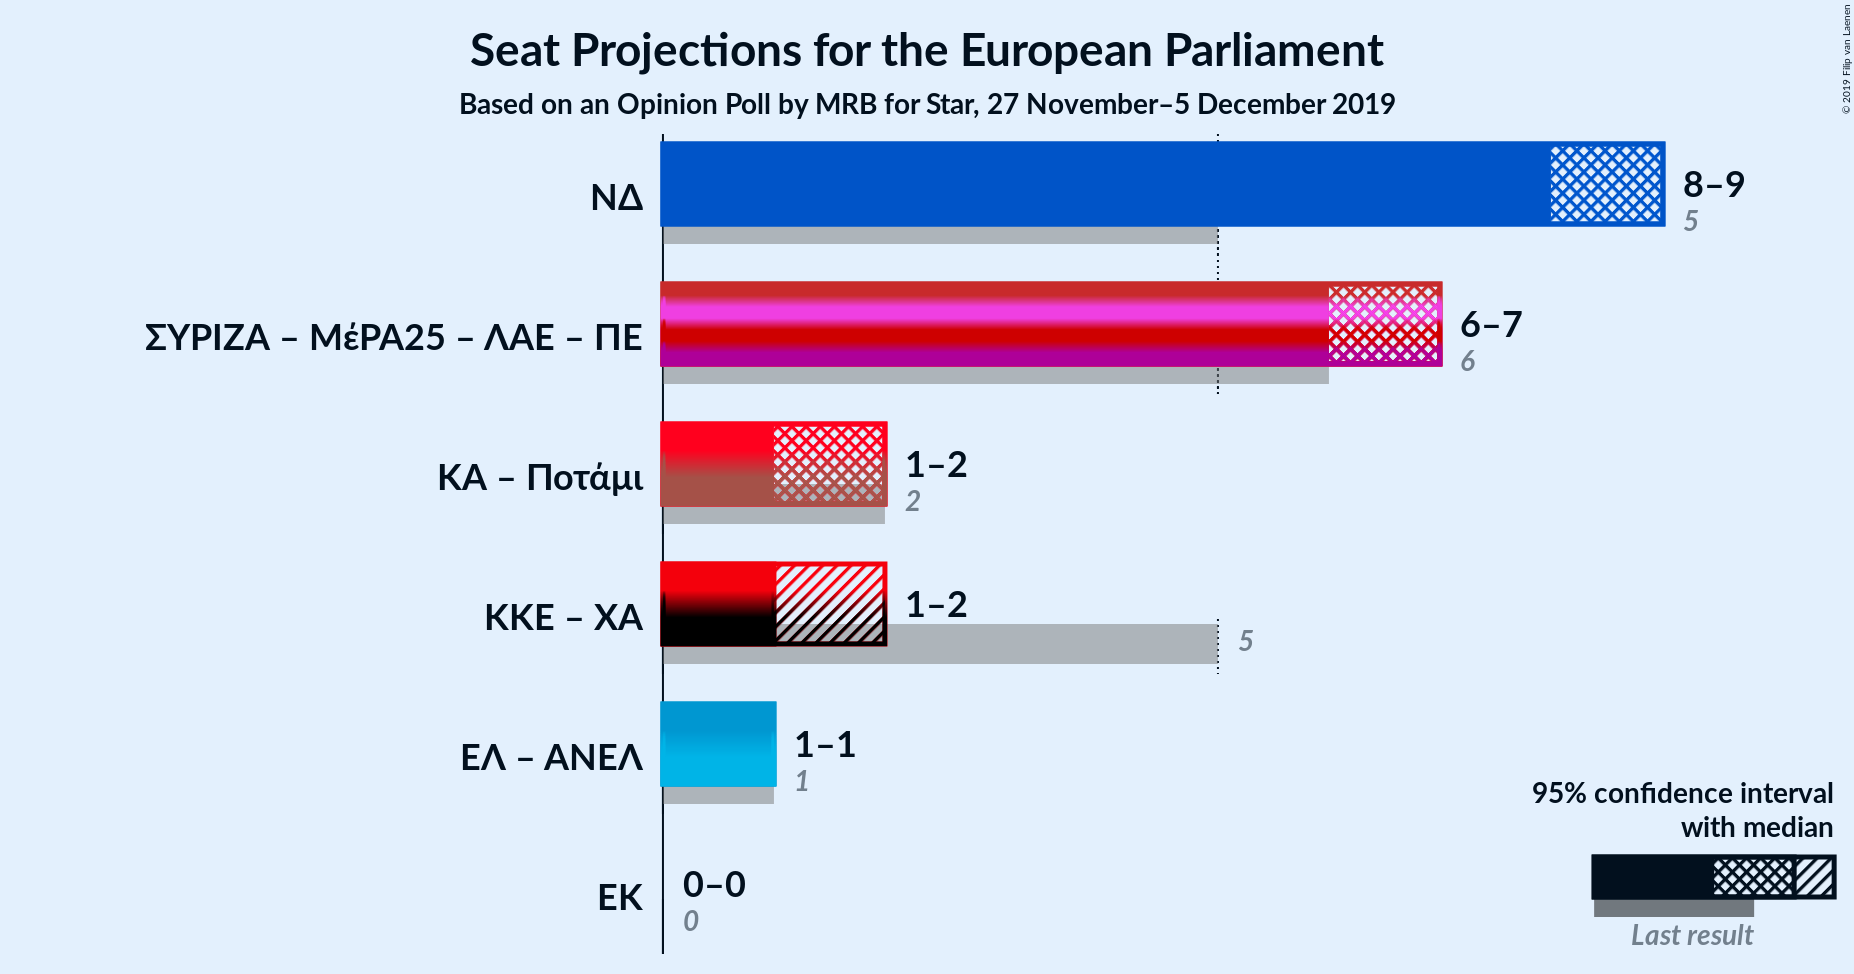 Seat Projections for the European Parliament
Based on an Opinion Poll by MRB for Star, 27 November–5 December 2019
© 2019 Filip van Laenen
ΝΔ
8–9
5
ΣΥΡΙΖΑ – ΜέΡΑ25 – ΛΑΕ – ΠΕ
6–7
6
ΚΑ – Ποτάμι
1–2
2
ΚΚΕ – ΧΑ
1–2
5
ΕΛ – ΑΝΕΛ
1–1
1
ΕΚ
0–0
0
95% confidence interval
with median
Last result